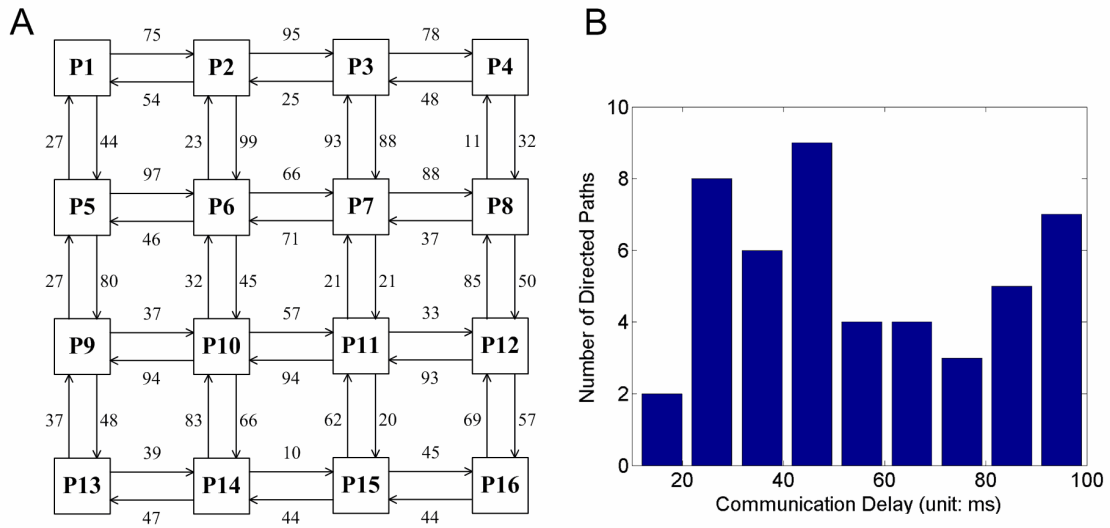 A
75 95 78
P1 P2 P3 P4
54 25 48
27 44 23 99 93 88 11 32
97 66 88
P5 P6 P7 P8
46 71 37
27 80 32 45 21 21 85 50
37 57 33
P9 P10 P11 P12
94 94 93
37 48 83 66 62 20 69 57
39 10 45
P13 P14 P15 P16
47 44 44
B
10
8
6
4
2
0
Number of Directed Paths
20 40 60 80 100
Communication Delay (unit: ms)